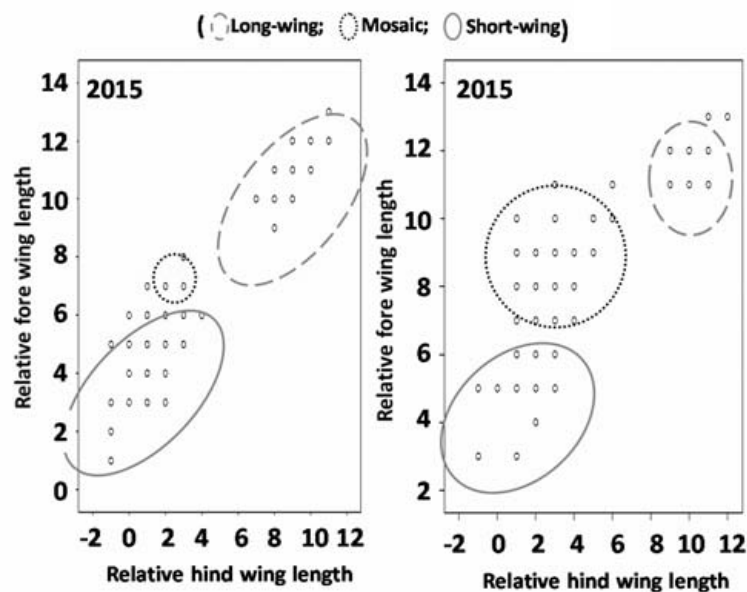 ( Long-wing; Mosaic; Short-wing)
2015
Relative fore wing length
14
12
10
8
6
4
2
0
-2 0 2 4 6 8 10 12
Relative hind wing length
2015
Relative fore wing length
14
12
10
8
6
4
2
-2 0 2 4 6 8 10 12
Relative hind wing length